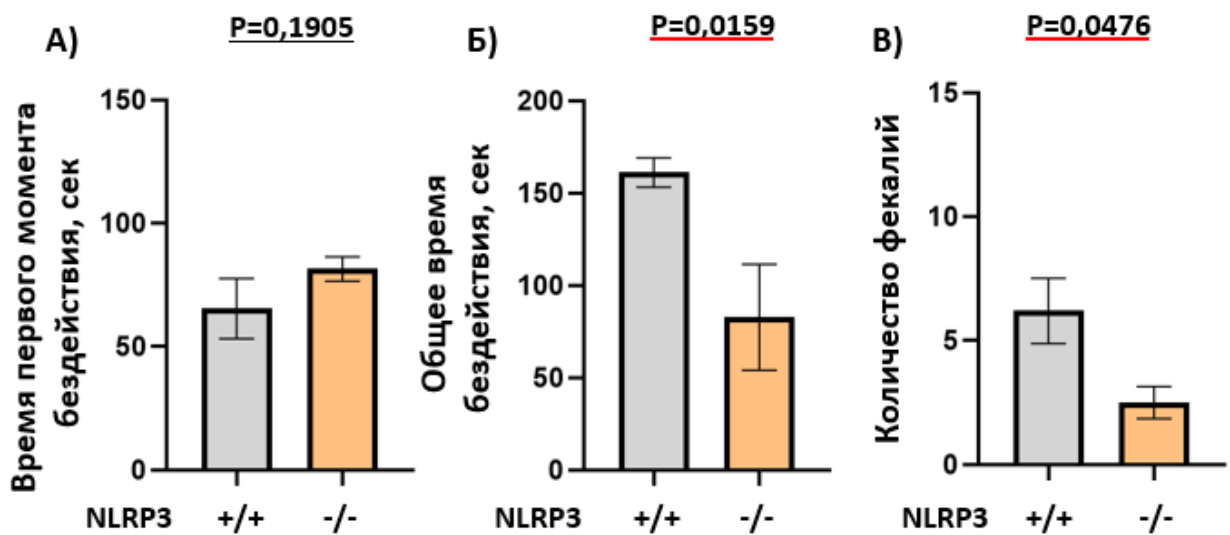 А)
P=0,1905
Время первого момента
бездействия, сек
150
100
50
0
NLRP3 +/+ -/-
Б)
P=0,0159
Общее время
бездействия, сек
200
150
100
50
0
NLRP3 +/+ -/-
В)
P=0,0476
Количество фекалий
15
10
5
0
NLRP3 +/+ -/-